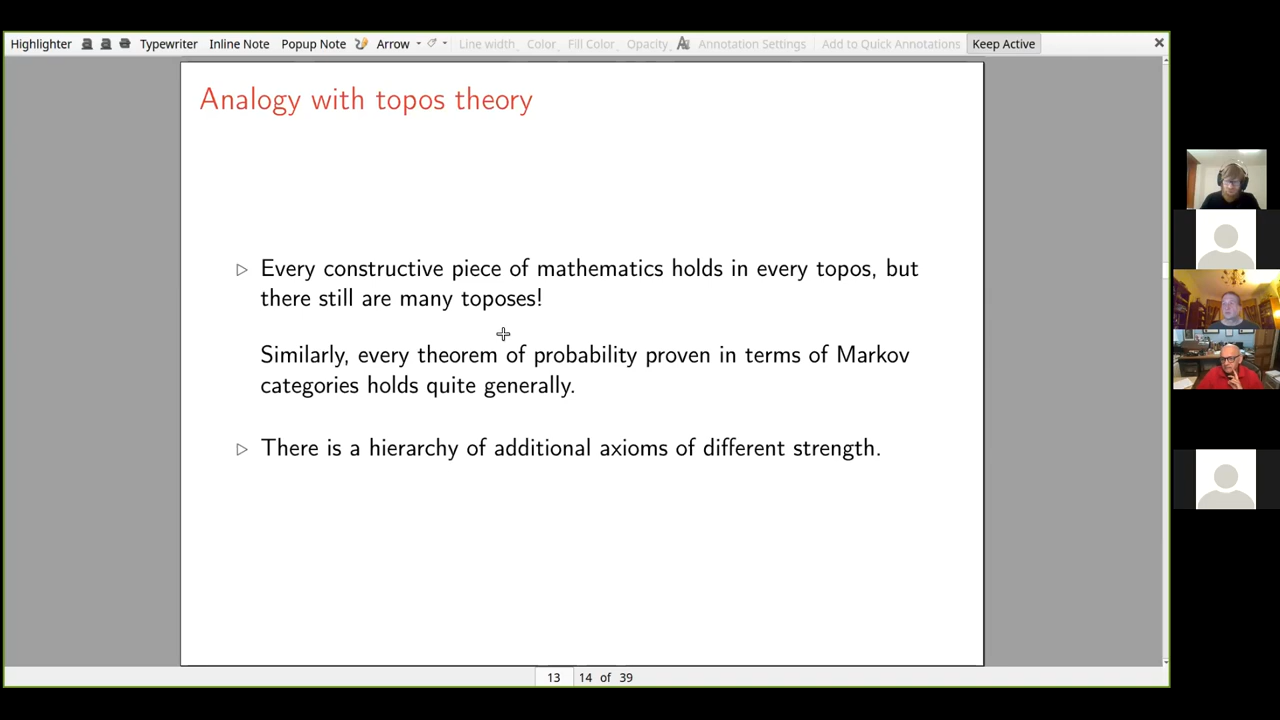 Highlighter Typewriter Inline Note Popup Note Arrow Line width Color Fill Color Opacity Annotation Settings Add to Quick Annotations Keep Active
Analogy with topos theory
Every constructive piece of mathematics holds in every topos, but
there still are many toposes!
Similarly, every theorem of probability proven in terms of Markov
categories holds quite generally.
There is a hierarchy of additional axioms of different strength.
13 14 of 39